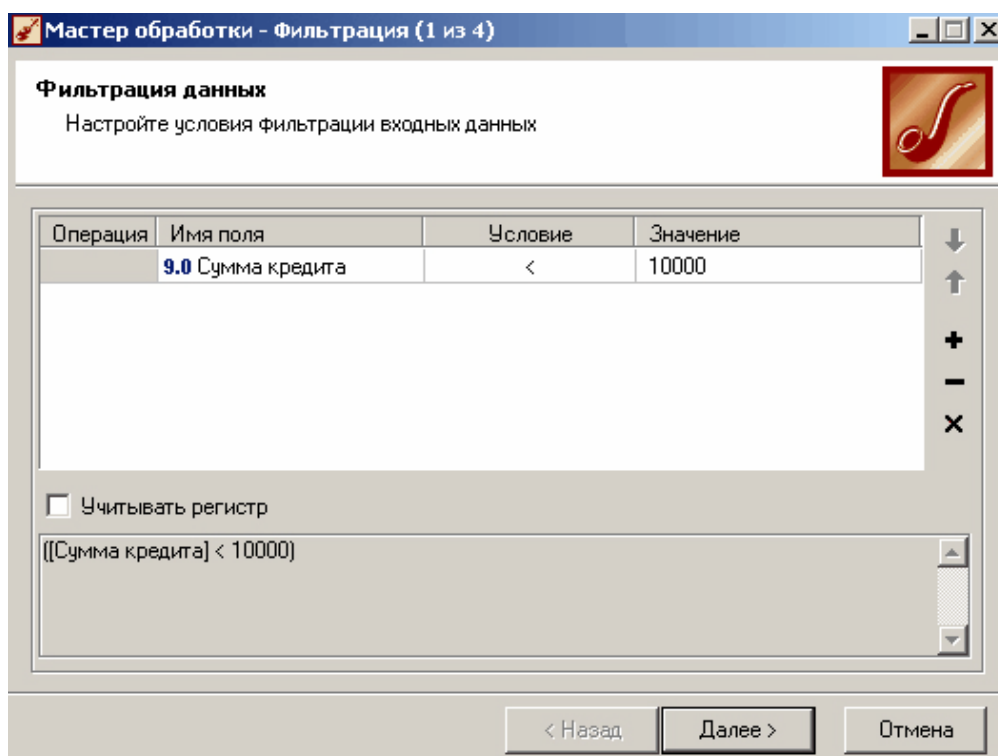 Мастер обработки - Фильтрация (1 из 4)
Фильтрация данных
Настройте условия фильтрации входных данных
Операция Имя поля Условие Значение
9.0 Сумма кредита < 10000
Учитывать регистр
([Сумма кредита] < 10000)
< Назад Далее > Отмена